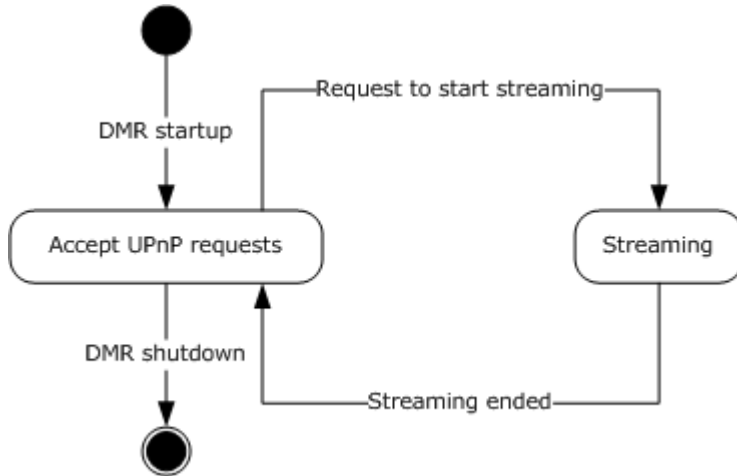 Request to start streaming
DMR startup
Accept UPnP requests
Streaming
DMR shutdown
Streaming ended